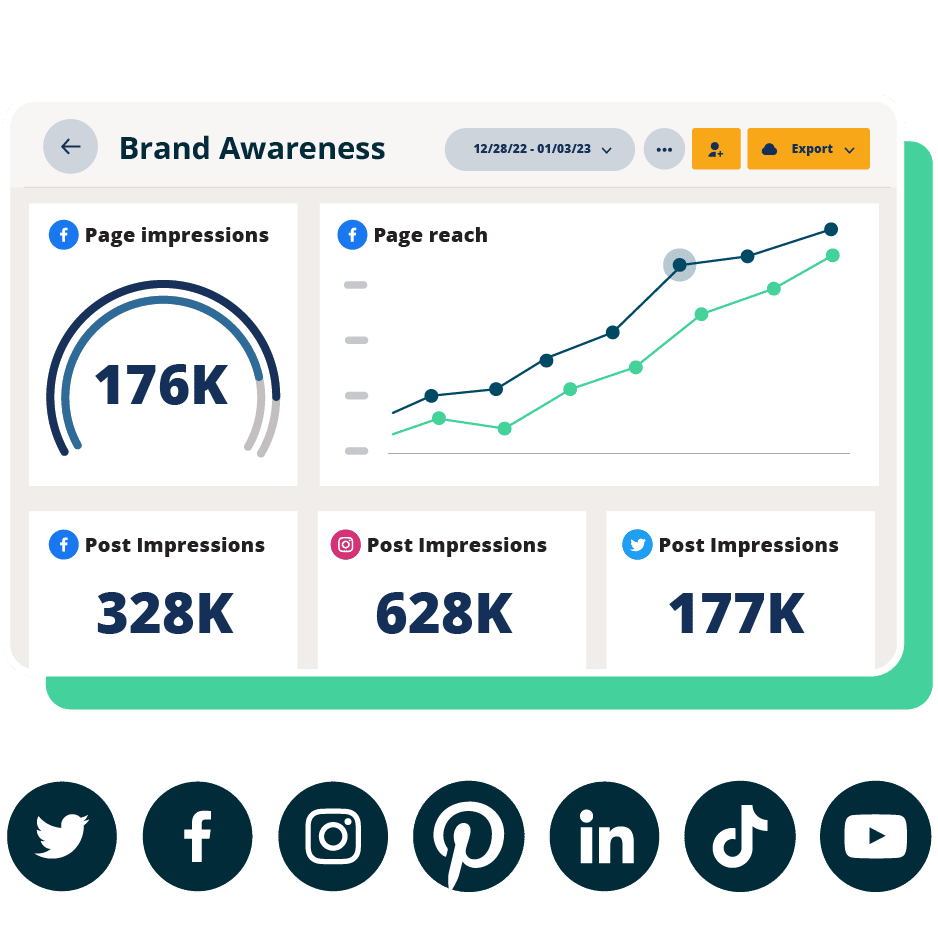 Brand Awareness
12/28/22 - 01/03/23
Export
Page impressions
176K
Page reach
Post Impressions
328K
Post Impressions
628K
Post Impressions
177K